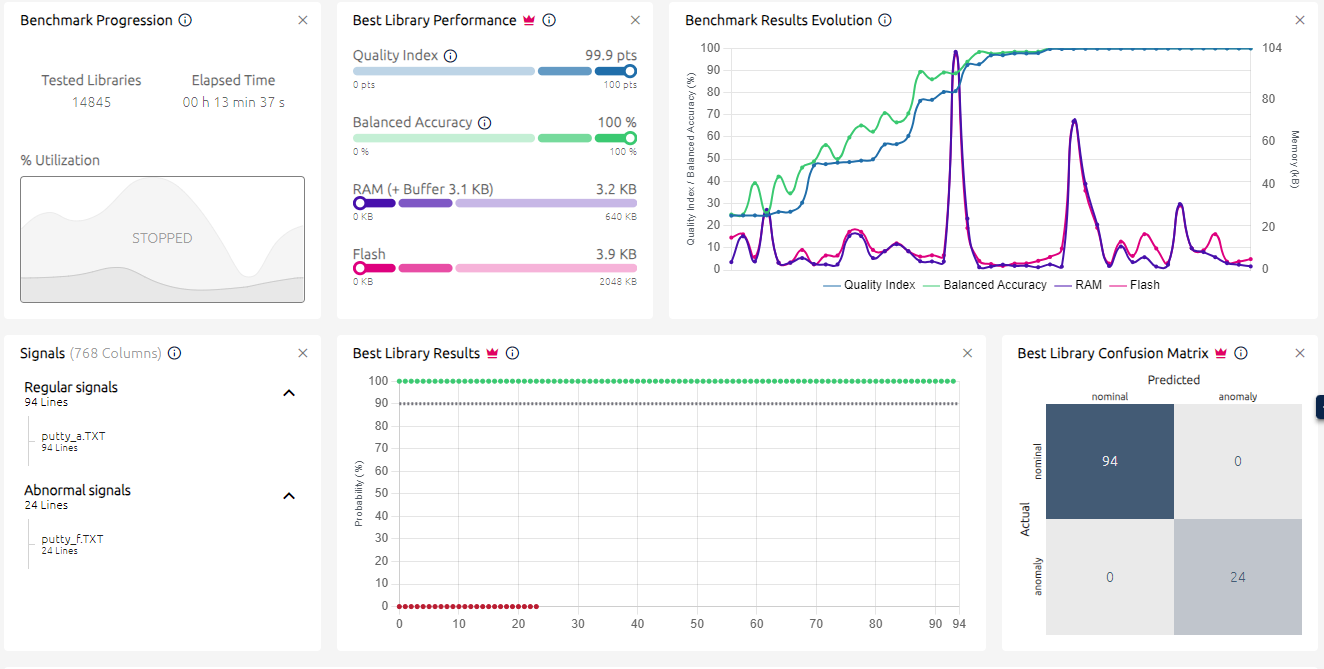 Benchmark Progression
Tested Libraries
14845
Elapsed Time
00 h 13 min 37 s
% Utilization
STOPPED
Best Library Performance
Quality Index
99.9 pts
0 pts
100 pts
Balanced Accuracy
100 %
0 %
100 %
RAM (+ Buffer 3.1 KB)
3.2 KB
0 KB
640 KB
Flash
3.9 KB
0 KB
2048 KB
Benchmark Results Evolution
Quality Index / Balanced Accuracy (%)
100
90
80
70
60
50
40
30
20
10
0
104
80
60
40
20
0
Memory (kB)
Quality Index
Balanced Accuracy
RAM
Flash
Signals (768 Columns)
Regular signals
94 Lines
putty_a.TXT
94 Lines
Abnormal signals
24 Lines
putty_f.TXT
24 Lines
Best Library Results
Probability (%)
100
90
80
70
60
50
40
30
20
10
0
0 10 20 30 40 50 60 70 80 90 94
Best Library Confusion Matrix
Predicted
nominal anomaly
Actual
nominal
94 0
anomaly
0 24